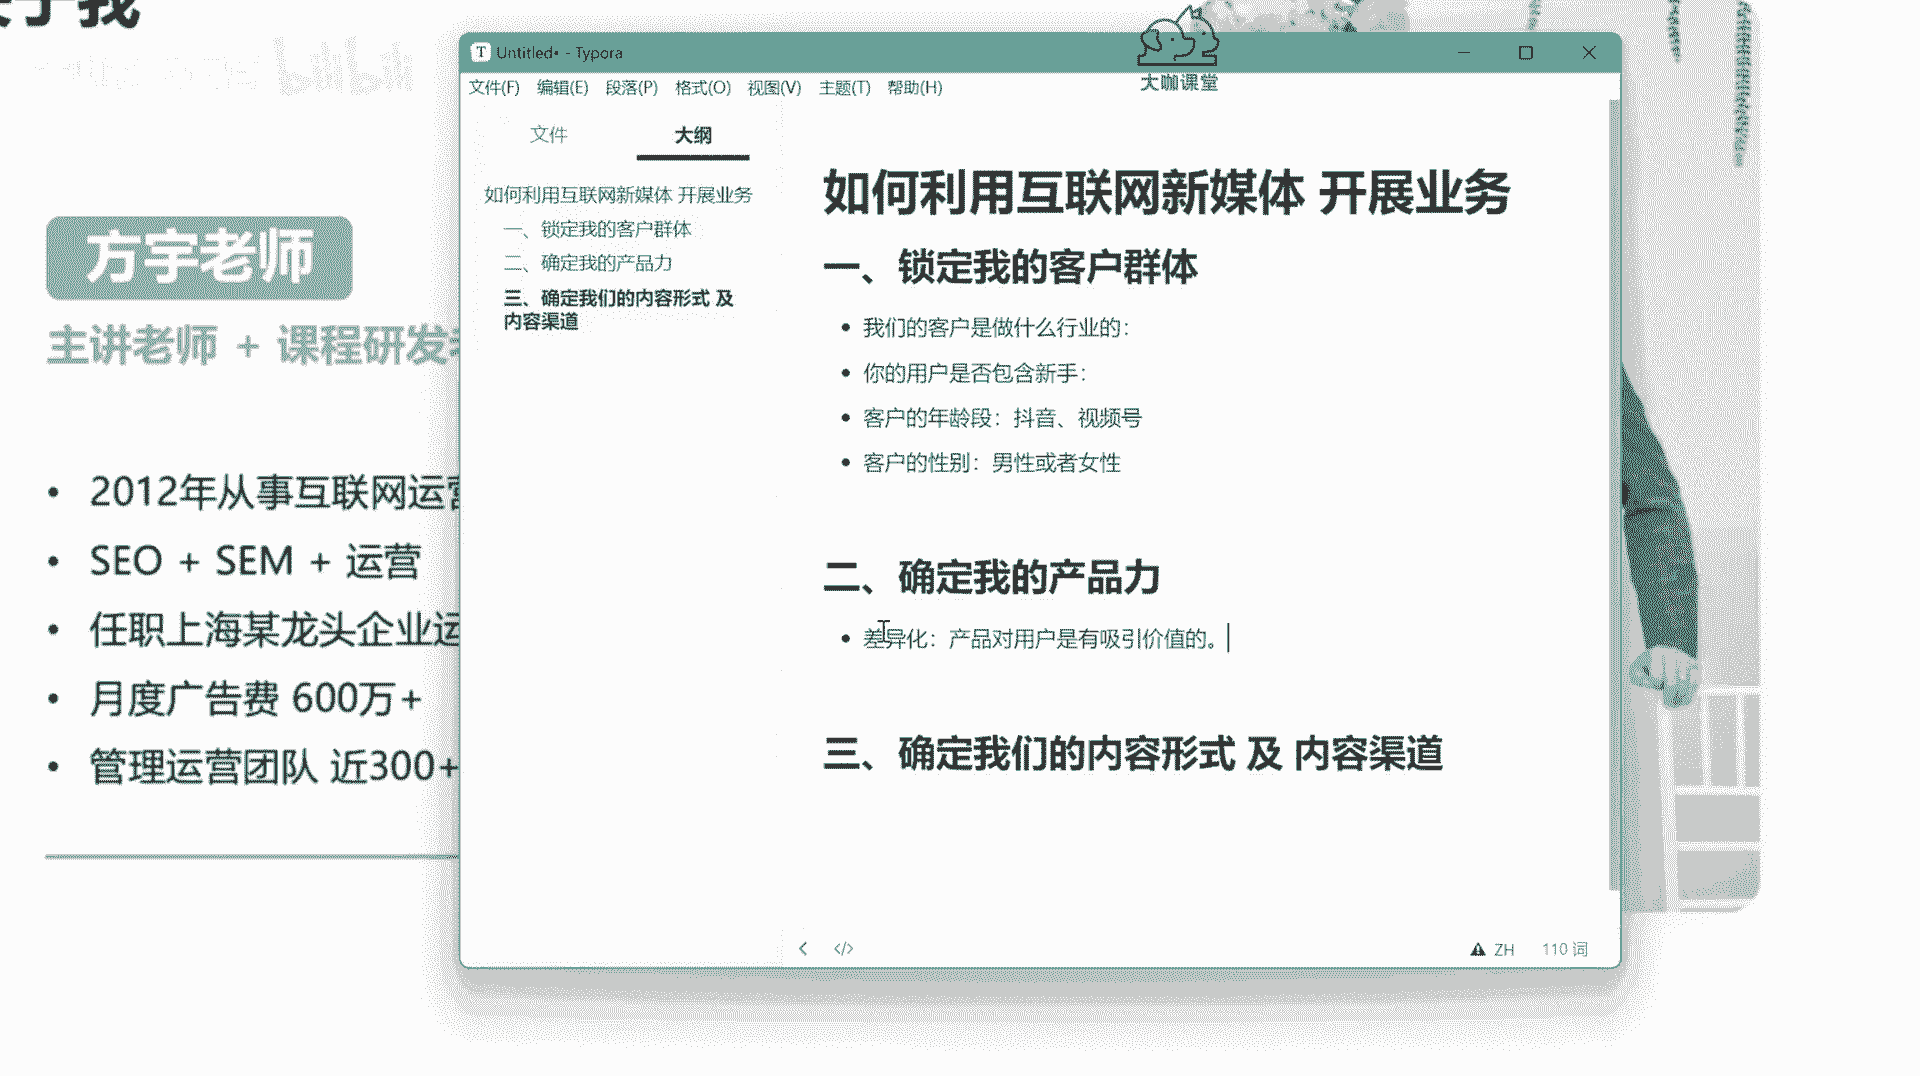 于我
bilibili
方宇老师
主讲老师 + 课程研发
• 2012年从事互联网运营
• SEO + SEM + 运营
• 任职上海某龙头企业运
• 月度广告费 600万+
• 管理运营团队 近300+
T Untitled• - Typora
大咖课堂
文件(F) 编辑(E) 段落(P) 格式(O) 视图(V) 主题(T) 帮助(H)
文件 大纲
如何利用互联网新媒体 开展业务
一、锁定我的客户群体
二、确定我的产品力
三、确定我们的内容形式 及
内容渠道
如何利用互联网新媒体 开展业务
一、锁定我的客户群体
• 我们的客户是做什么行业的：
• 你的用户是否包含新手：
• 客户的年龄段：抖音、视频号
• 客户的性别：男性或者女性
二、确定我的产品力
• 差异化：产品对用户是有吸引价值的。
三、确定我们的内容形式 及 内容渠道
</> ZH 110 词